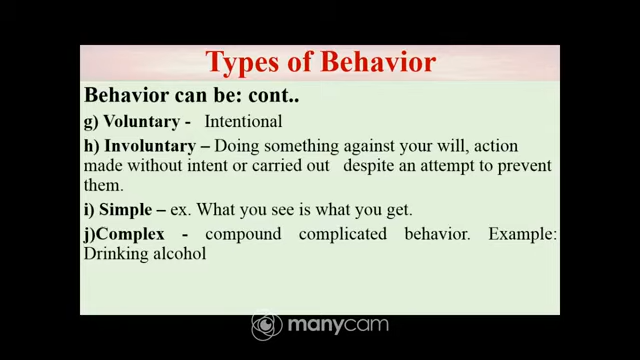 Types of Behavior
Behavior can be: cont..
g) Voluntary - Intentional
h) Involuntary – Doing something against your will, action
made without intent or carried out despite an attempt to prevent
them.
i) Simple – ex. What you see is what you get.
j)Complex - compound complicated behavior. Example:
Drinking alcohol
manycam